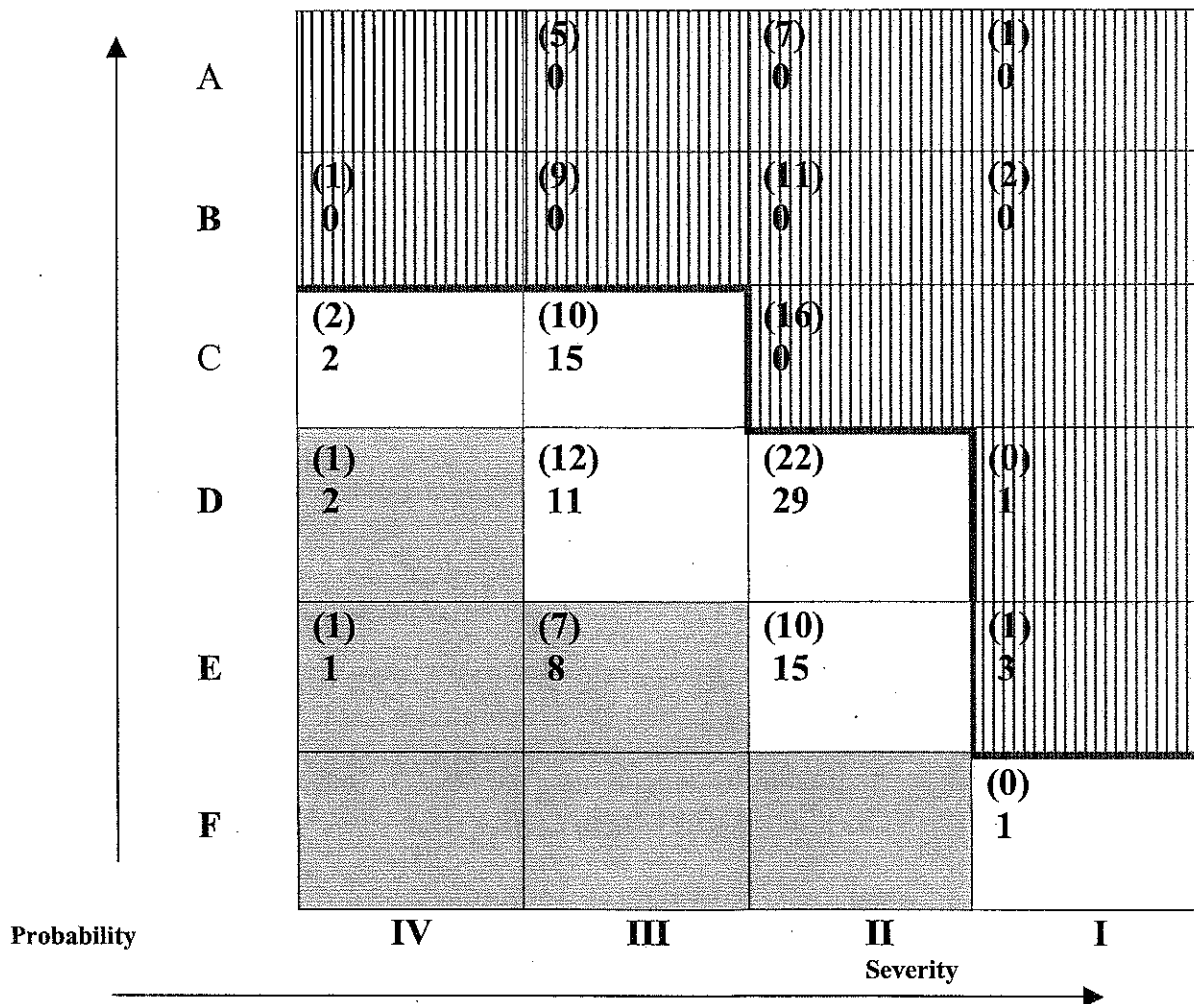 (5) (7) (1)
A 0 0 0
(1) (9) (11) (2)
B 0 0 0 0
(2) (10) (16)
C 2 15 0
(1) (12) (22) (0)
D 2 11 29 1
(1) (7) (10) (1)
E 1 8 15 3
(0)
F 1
Probability IV III II I
Severity